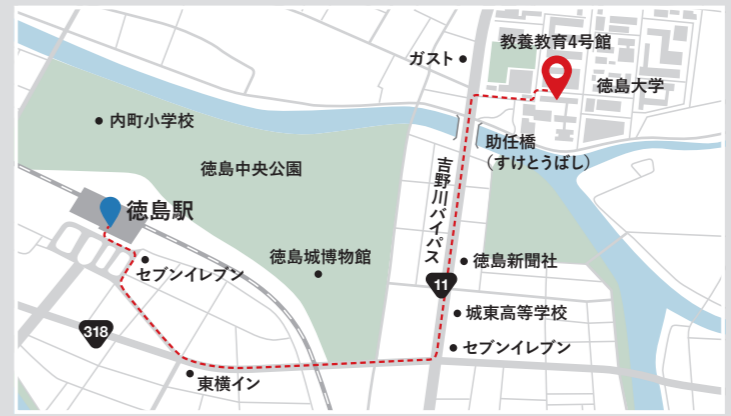 教養教育4号館
ガスト
徳島大学
内町小学校
助任橋
(すけとうばし)
徳島中央公園
吉野川バイパス
徳島駅
徳島城博物館
徳島新聞社
セブンイレブン
11
城東高等学校
318
セブンイレブン
東横イン